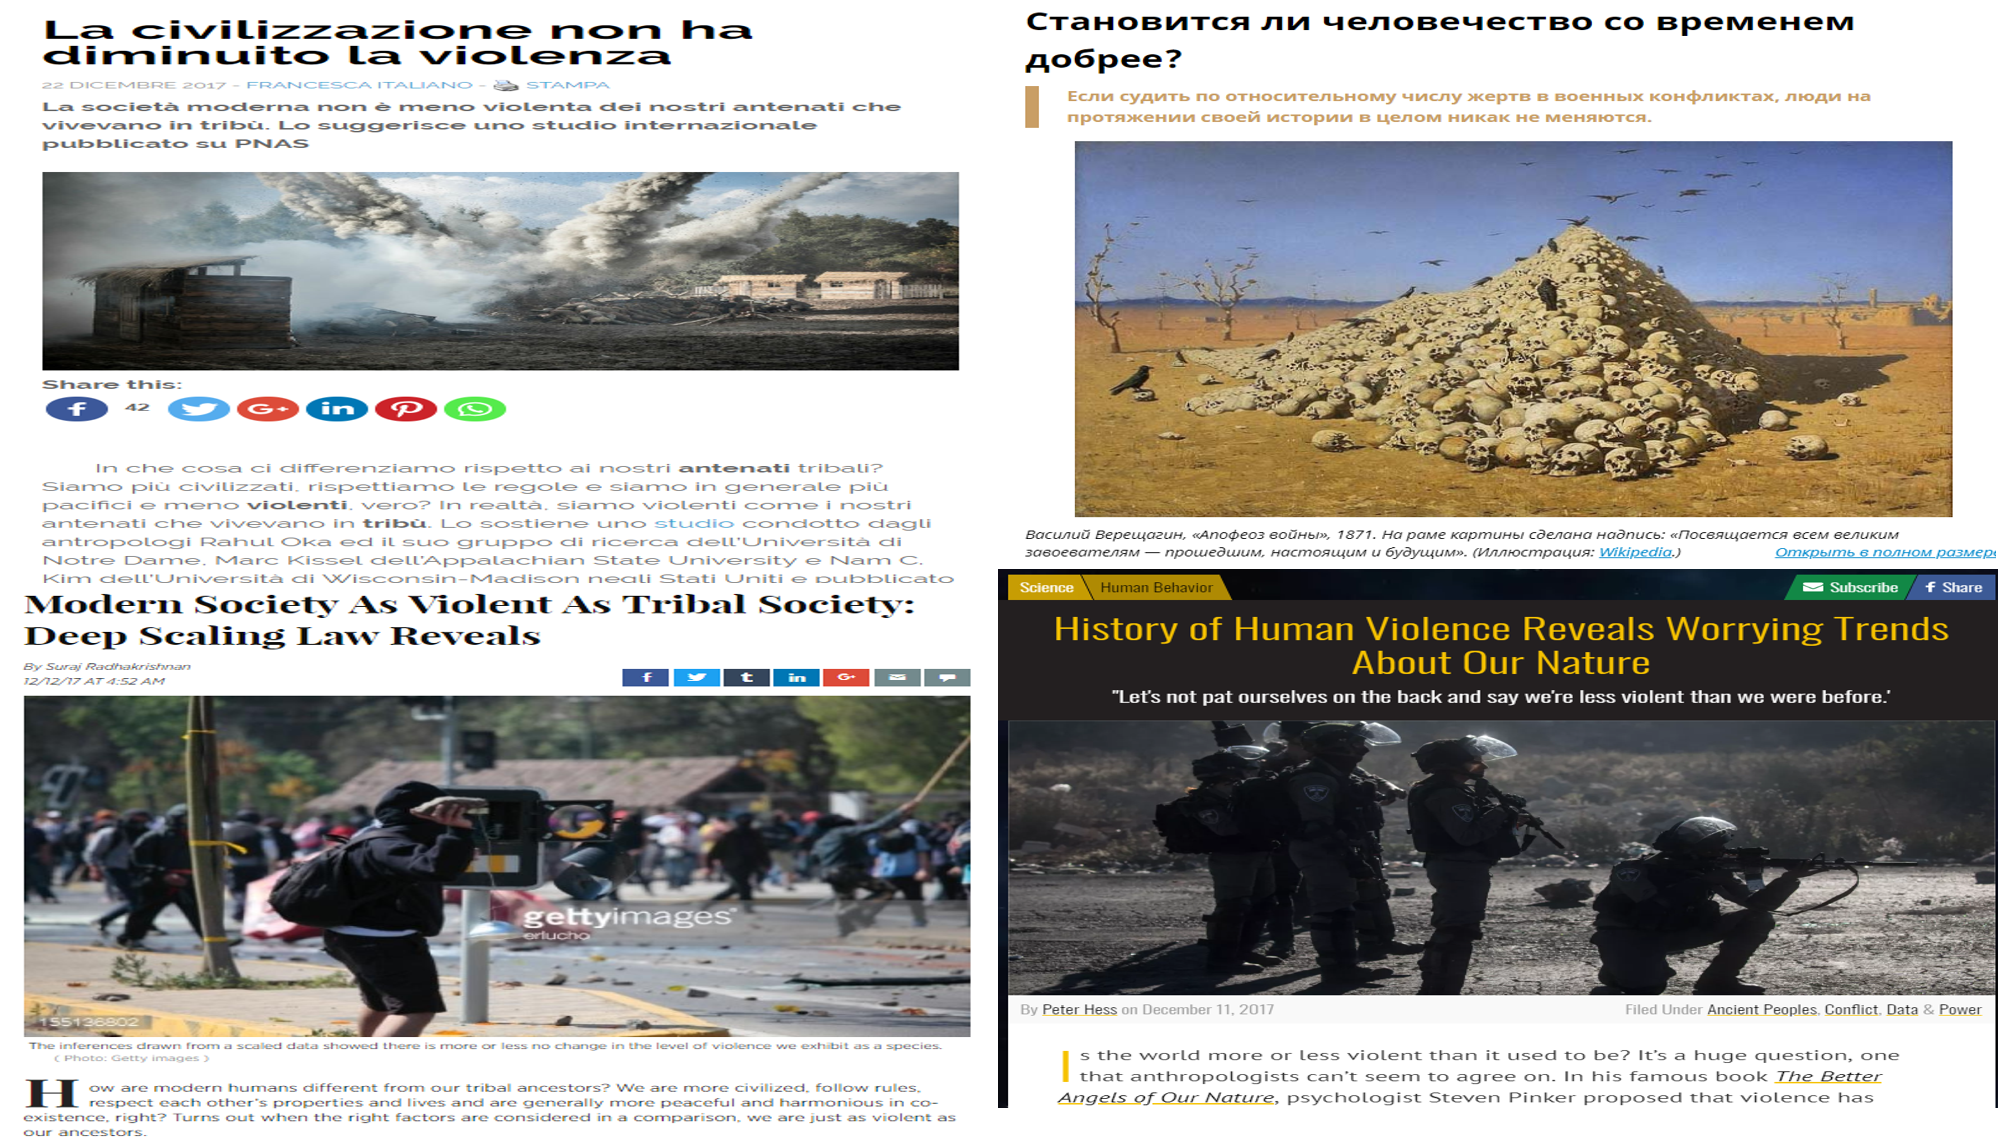 La civilizzazione non ha
diminuito la violenza
22 DICEMBRE 2017 - FRANCESCA ITALIANO - STAMPA
La società moderna non è meno violenta dei nostri antenati che
vivevano in tribù. Lo suggerisce uno studio internazionale
pubblicato su PNAS
Share this:
42
In che cosa ci differenziamo rispetto ai nostri antenati tribali?
Siamo più civilizzati, rispettiamo le regole e siamo in generale più
pacifici e meno violenti, vero? In realtà, siamo violenti come i nostri
antenati che vivevano in tribù. Lo sostiene uno studio condotto dagli
antropologi Rahul Oka ed il suo gruppo di ricerca dell'Università di
Notre Dame, Marc Kissel dell'Appalachian State University e Nam C.
Kim dell'Università di Wisconsin-Madison negli Stati Uniti e pubblicato
Становится ли человечество со временем
добрее?
Если судить по относительному числу жертв в военных конфликтах, люди на
протяжении своей истории в целом никак не меняются.
Василий Верещагин, «Апофеоз войны», 1871. На раме картины сделана надпись: «Посвящается всем великим
завоевателям — прошедшим, настоящим и будущим». (Иллюстрация: Wikipedia.) Открыть в полном размере
Modern Society As Violent As Tribal Society:
Deep Scaling Law Reveals
By Suraj Radhakrishnan
12/12/17 AT 4:52 AM
gettyimages
erlucho
155136802
The inferences drawn from a scaled data showed there is more or less no change in the level of violence we exhibit as a species.
( Photo: Getty images )
How are modern humans different from our tribal ancestors? We are more civilized, follow rules,
respect each other's properties and lives and are generally more peaceful and harmonious in co-
existence, right? Turns out when the right factors are considered in a comparison, we are just as violent as
our ancestors.
Science Human Behavior Subscribe Share
History of Human Violence Reveals Worrying Trends
About Our Nature
"Let's not pat ourselves on the back and say we're less violent than we were before.'
By Peter Hess on December 11, 2017 Filed Under Ancient Peoples, Conflict, Data & Power
Is the world more or less violent than it used to be? It's a huge question, one
that anthropologists can't seem to agree on. In his famous book The Better
Angels of Our Nature, psychologist Steven Pinker proposed that violence has